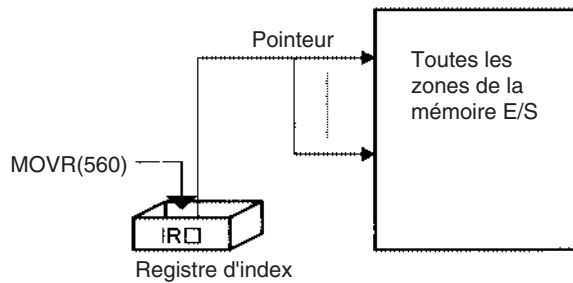 Pointeur
Toutes les
zones de la
mémoire E/S
MOVR(560)
IR□
Registre d'index